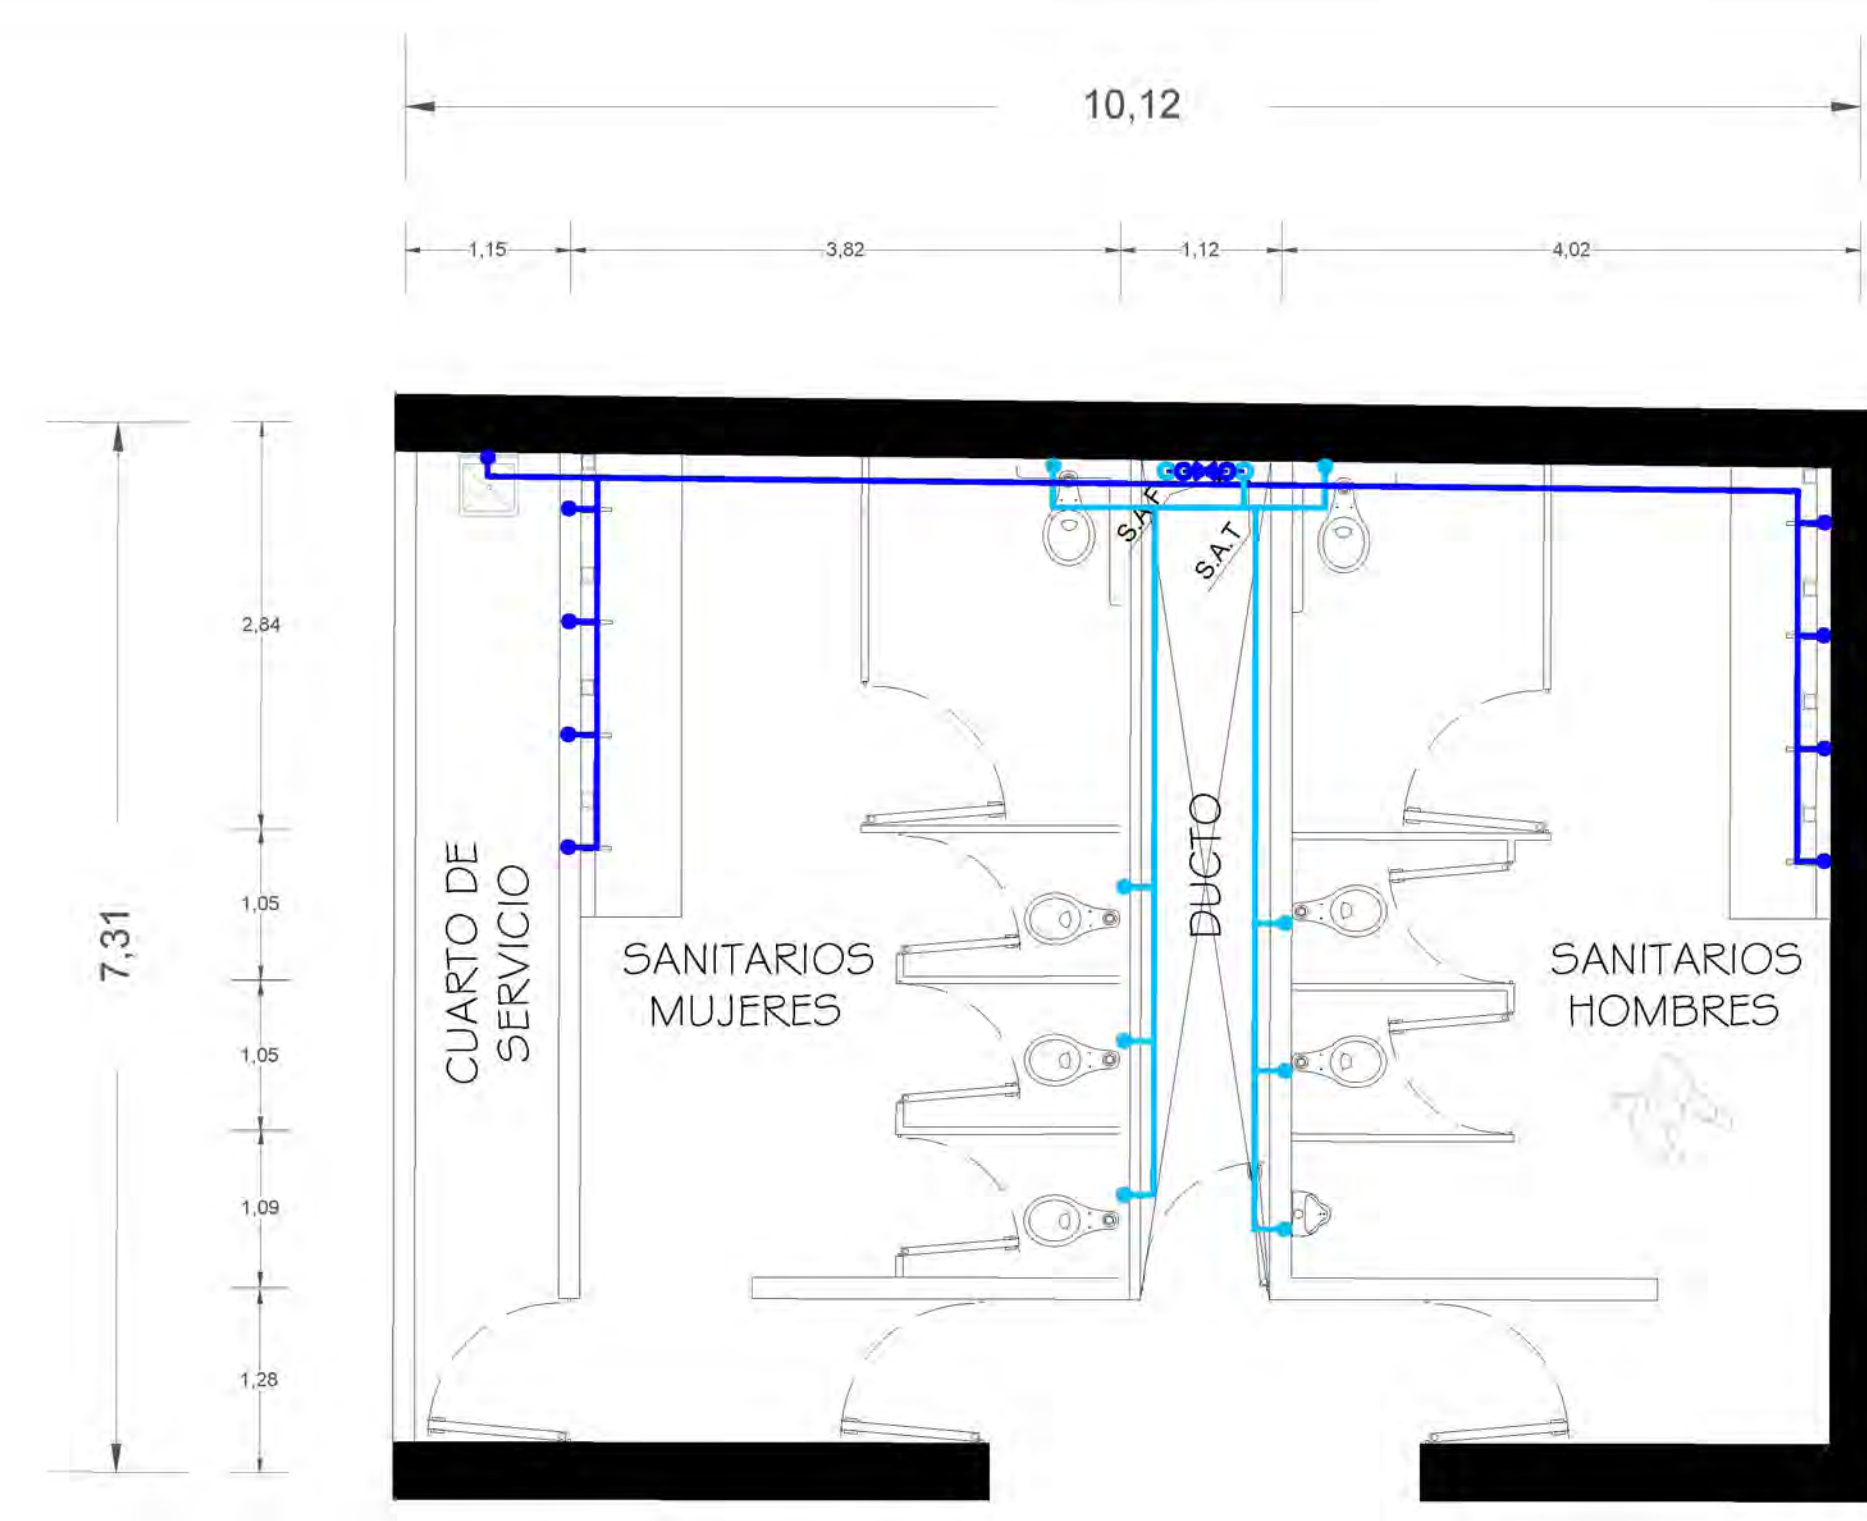 10,12
1,15
3,82
1,12
4,02
S.A.F
S.A.T
2,84
DUCTO
CUARTO DE
SERVICIO
1,05
7,31
SANITARIOS
MUJERES
SANITARIOS
HOMBRES
1,05
1,09
1,28